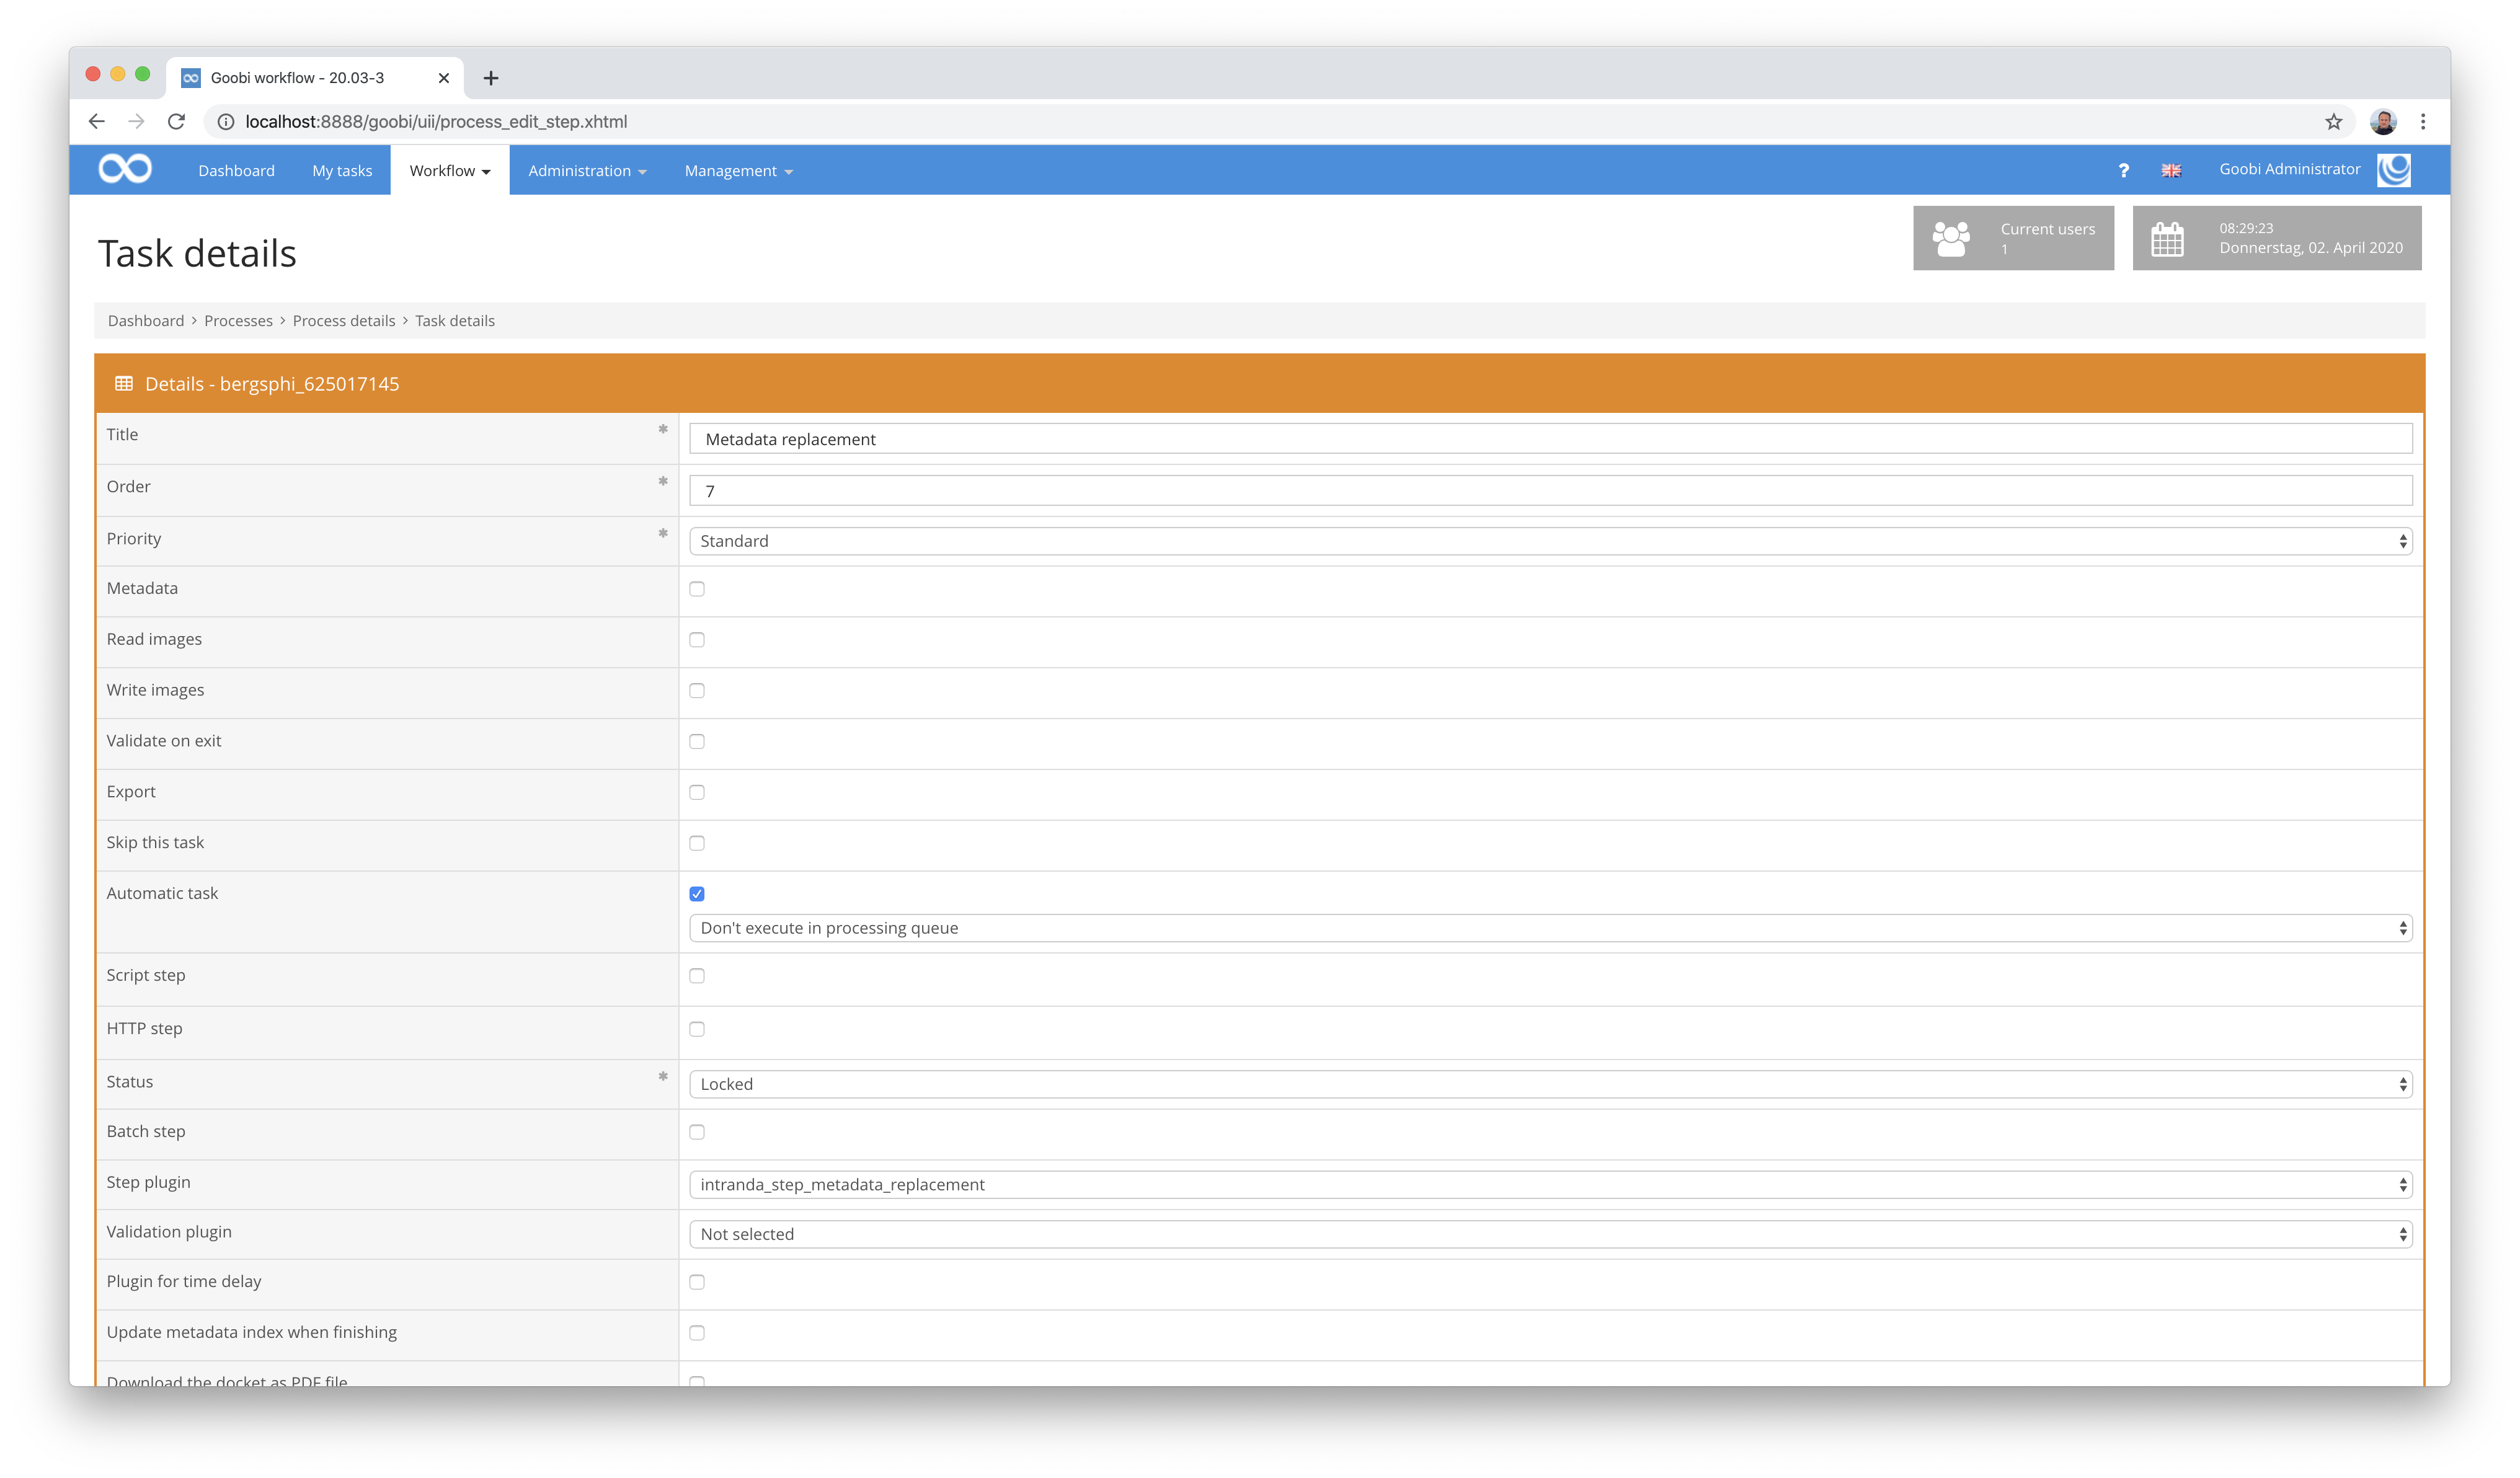 Goobi workflow - 20.03-3
localhost:8888/goobi/uii/process_edit_step.xhtml
Dashboard My tasks Workflow Administration Management ? Goobi Administrator
Task details
Current users
1
08:29:23
Donnerstag, 02. April 2020
Dashboard > Processes > Process details > Task details
Details - bergsphi_625017145
Title * Metadata replacement
Order * 7
Priority * Standard
Metadata
Read images
Write images
Validate on exit
Export
Skip this task
Automatic task
Don't execute in processing queue
Script step
HTTP step
Status * Locked
Batch step
Step plugin intranda_step_metadata_replacement
Validation plugin Not selected
Plugin for time delay
Update metadata index when finishing
Download the docket as PDF file